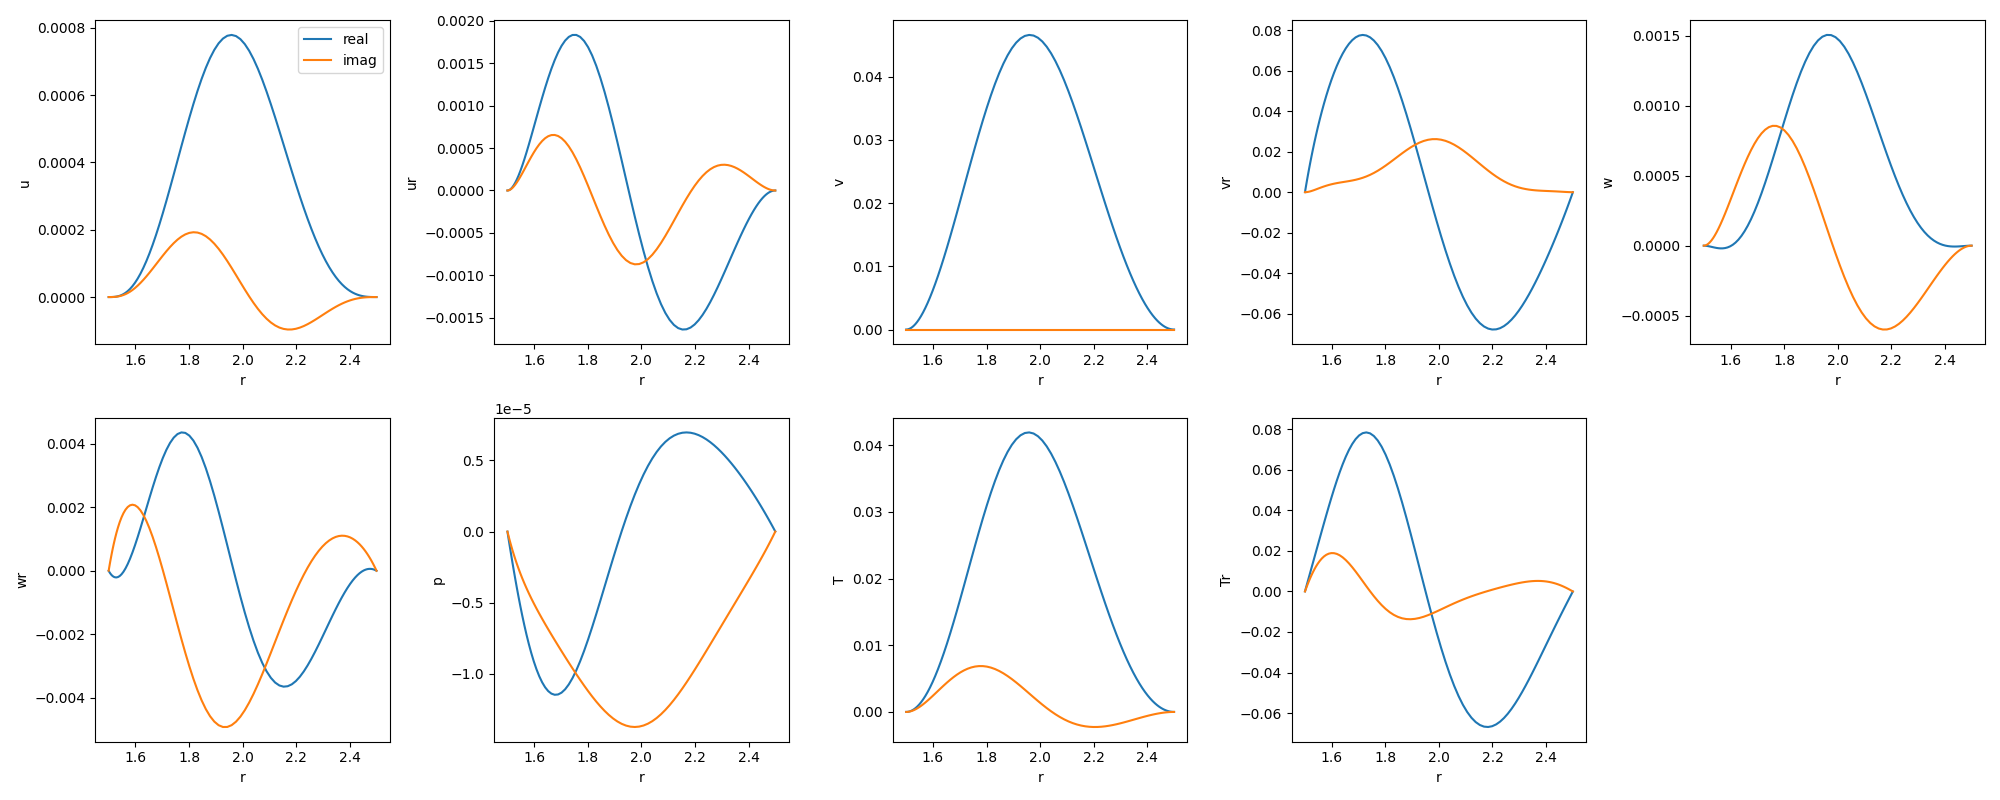 0.0008
0.0006
0.0004
0.0002
0.0000
u
1.6 1.8 2.0 2.2 2.4
r
real
imag
0.0020
0.0015
0.0010
0.0005
0.0000
−0.0005
−0.0010
−0.0015
ur
1.6 1.8 2.0 2.2 2.4
r
0.04
0.03
0.02
0.01
0.00
v
1.6 1.8 2.0 2.2 2.4
r
0.08
0.06
0.04
0.02
0.00
−0.02
−0.04
−0.06
vr
1.6 1.8 2.0 2.2 2.4
r
0.0015
0.0010
0.0005
0.0000
−0.0005
w
1.6 1.8 2.0 2.2 2.4
r
0.004
0.002
0.000
−0.002
−0.004
wr
1.6 1.8 2.0 2.2 2.4
r
1e−5
0.5
0.0
−0.5
−1.0
p
1.6 1.8 2.0 2.2 2.4
r
0.04
0.03
0.02
0.01
0.00
T
1.6 1.8 2.0 2.2 2.4
r
0.08
0.06
0.04
0.02
0.00
−0.02
−0.04
−0.06
Tr
1.6 1.8 2.0 2.2 2.4
r